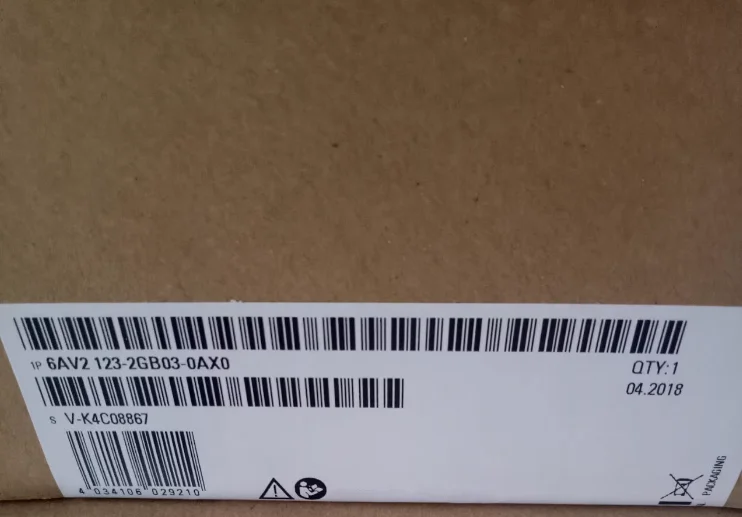 1P 6AV2 123-2GB03-0AX0
QTY:1
04.2018
S V-K4C08867
4 034106 029210
PACKAGING